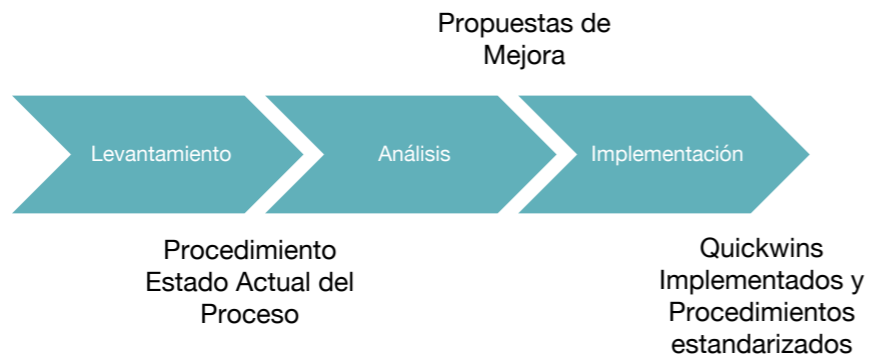 Propuestas de
Mejora
Levantamiento
Análisis
Implementación
Procedimiento
Estado Actual del
Proceso
Quickwins
Implementados y
Procedimientos
estandarizados